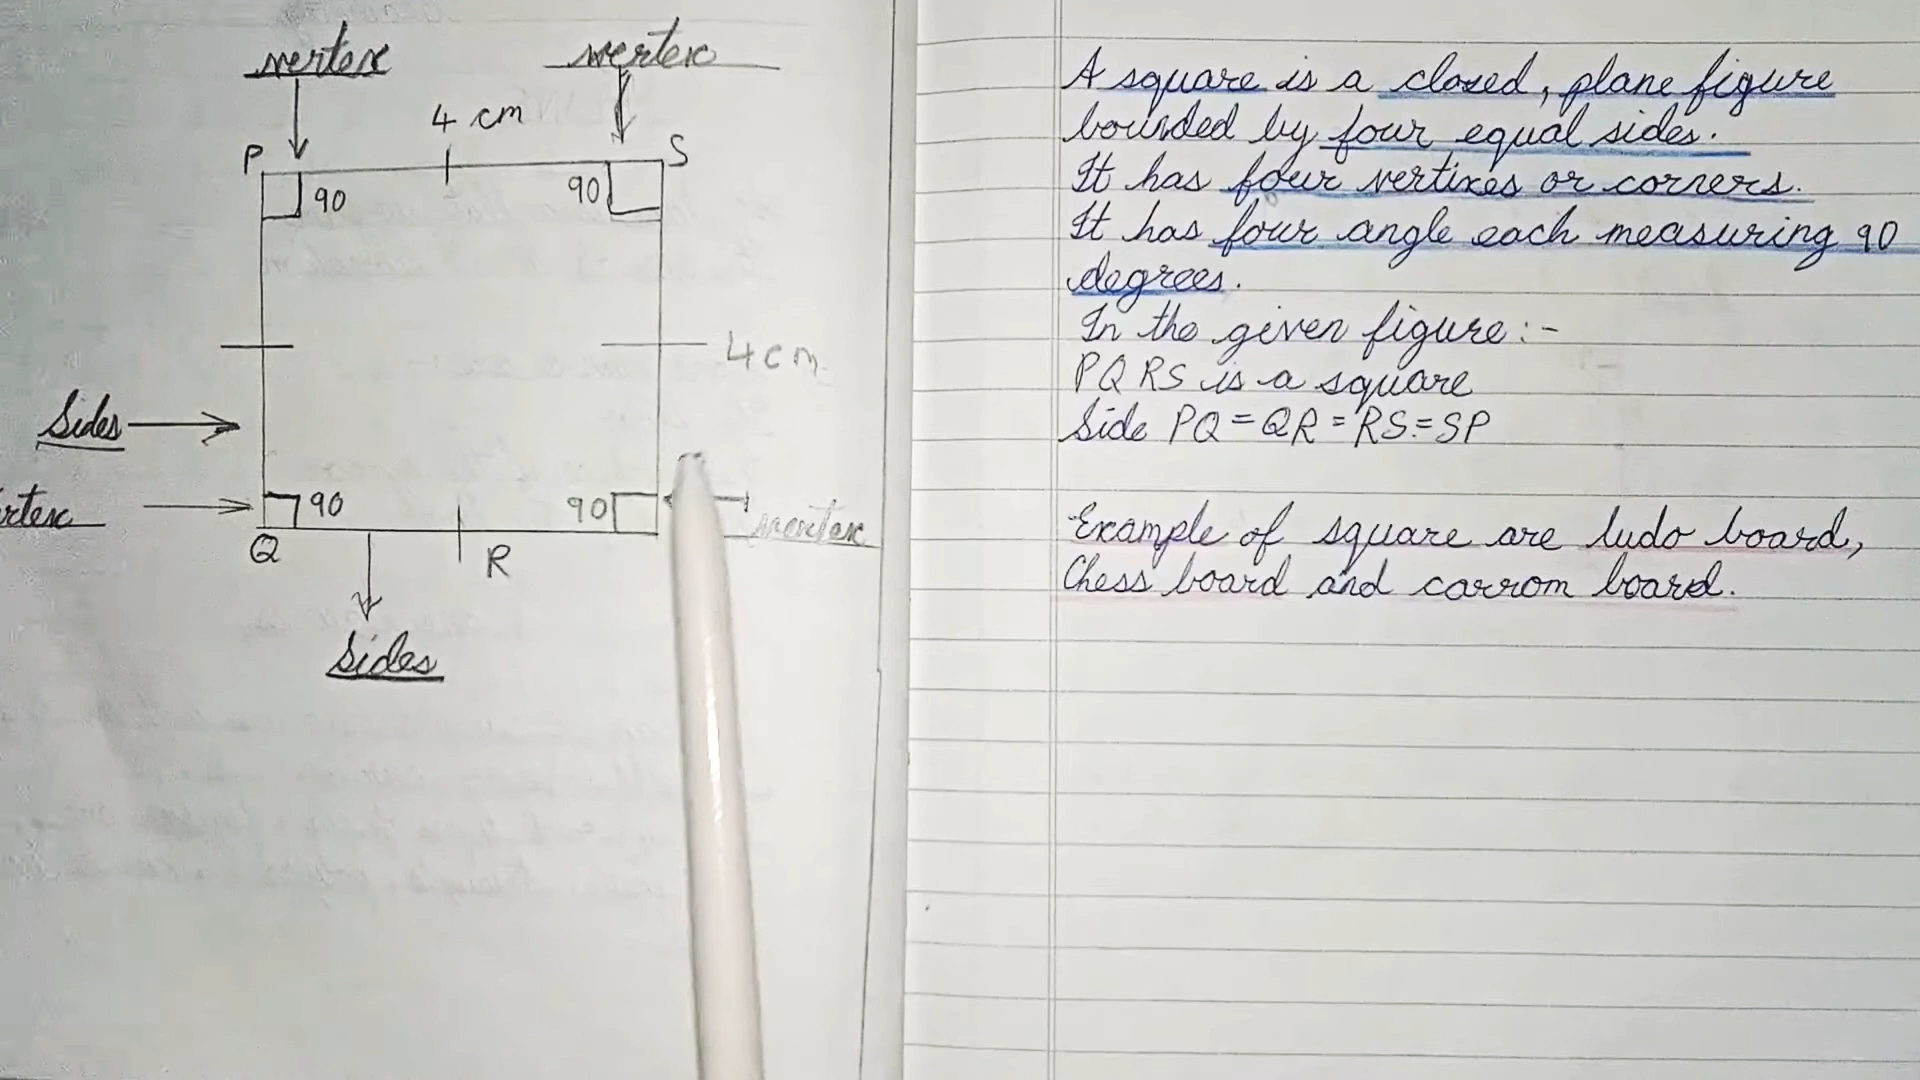 vertex
vertex
4 cm
P
S
90
90
4 cm
Sides
90
90
vertex
Q
R
Sides
A square is a closed, plane figure
bounded by four equal sides.
It has four vertixes or corners.
It has four angle each measuring 90
degrees.
In the given figure :-
PQRS is a square
Side PQ = QR = RS = SP
Example of square are ludo board,
Chess board and carrom board.